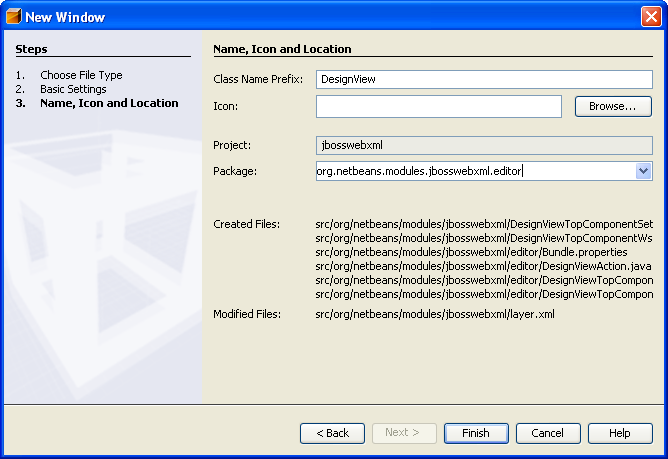 New Window
Steps
1. Choose File Type
2. Basic Settings
3. Name, Icon and Location
Name, Icon and Location
Class Name Prefix: DesignView
Icon: Browse...
Project: jbosswebxml
Package: org.netbeans.modules.jbosswebxml.editor
Created Files: src/org/netbeans/modules/jbosswebxml/DesignViewTopComponentSet
src/org/netbeans/modules/jbosswebxml/DesignViewTopComponentWs
src/org/netbeans/modules/jbosswebxml/editor/Bundle.properties
src/org/netbeans/modules/jbosswebxml/editor/DesignViewAction.java
src/org/netbeans/modules/jbosswebxml/editor/DesignViewTopCompon
src/org/netbeans/modules/jbosswebxml/editor/DesignViewTopCompon
Modified Files: src/org/netbeans/modules/jbosswebxml/layer.xml
< Back Next > Finish Cancel Help